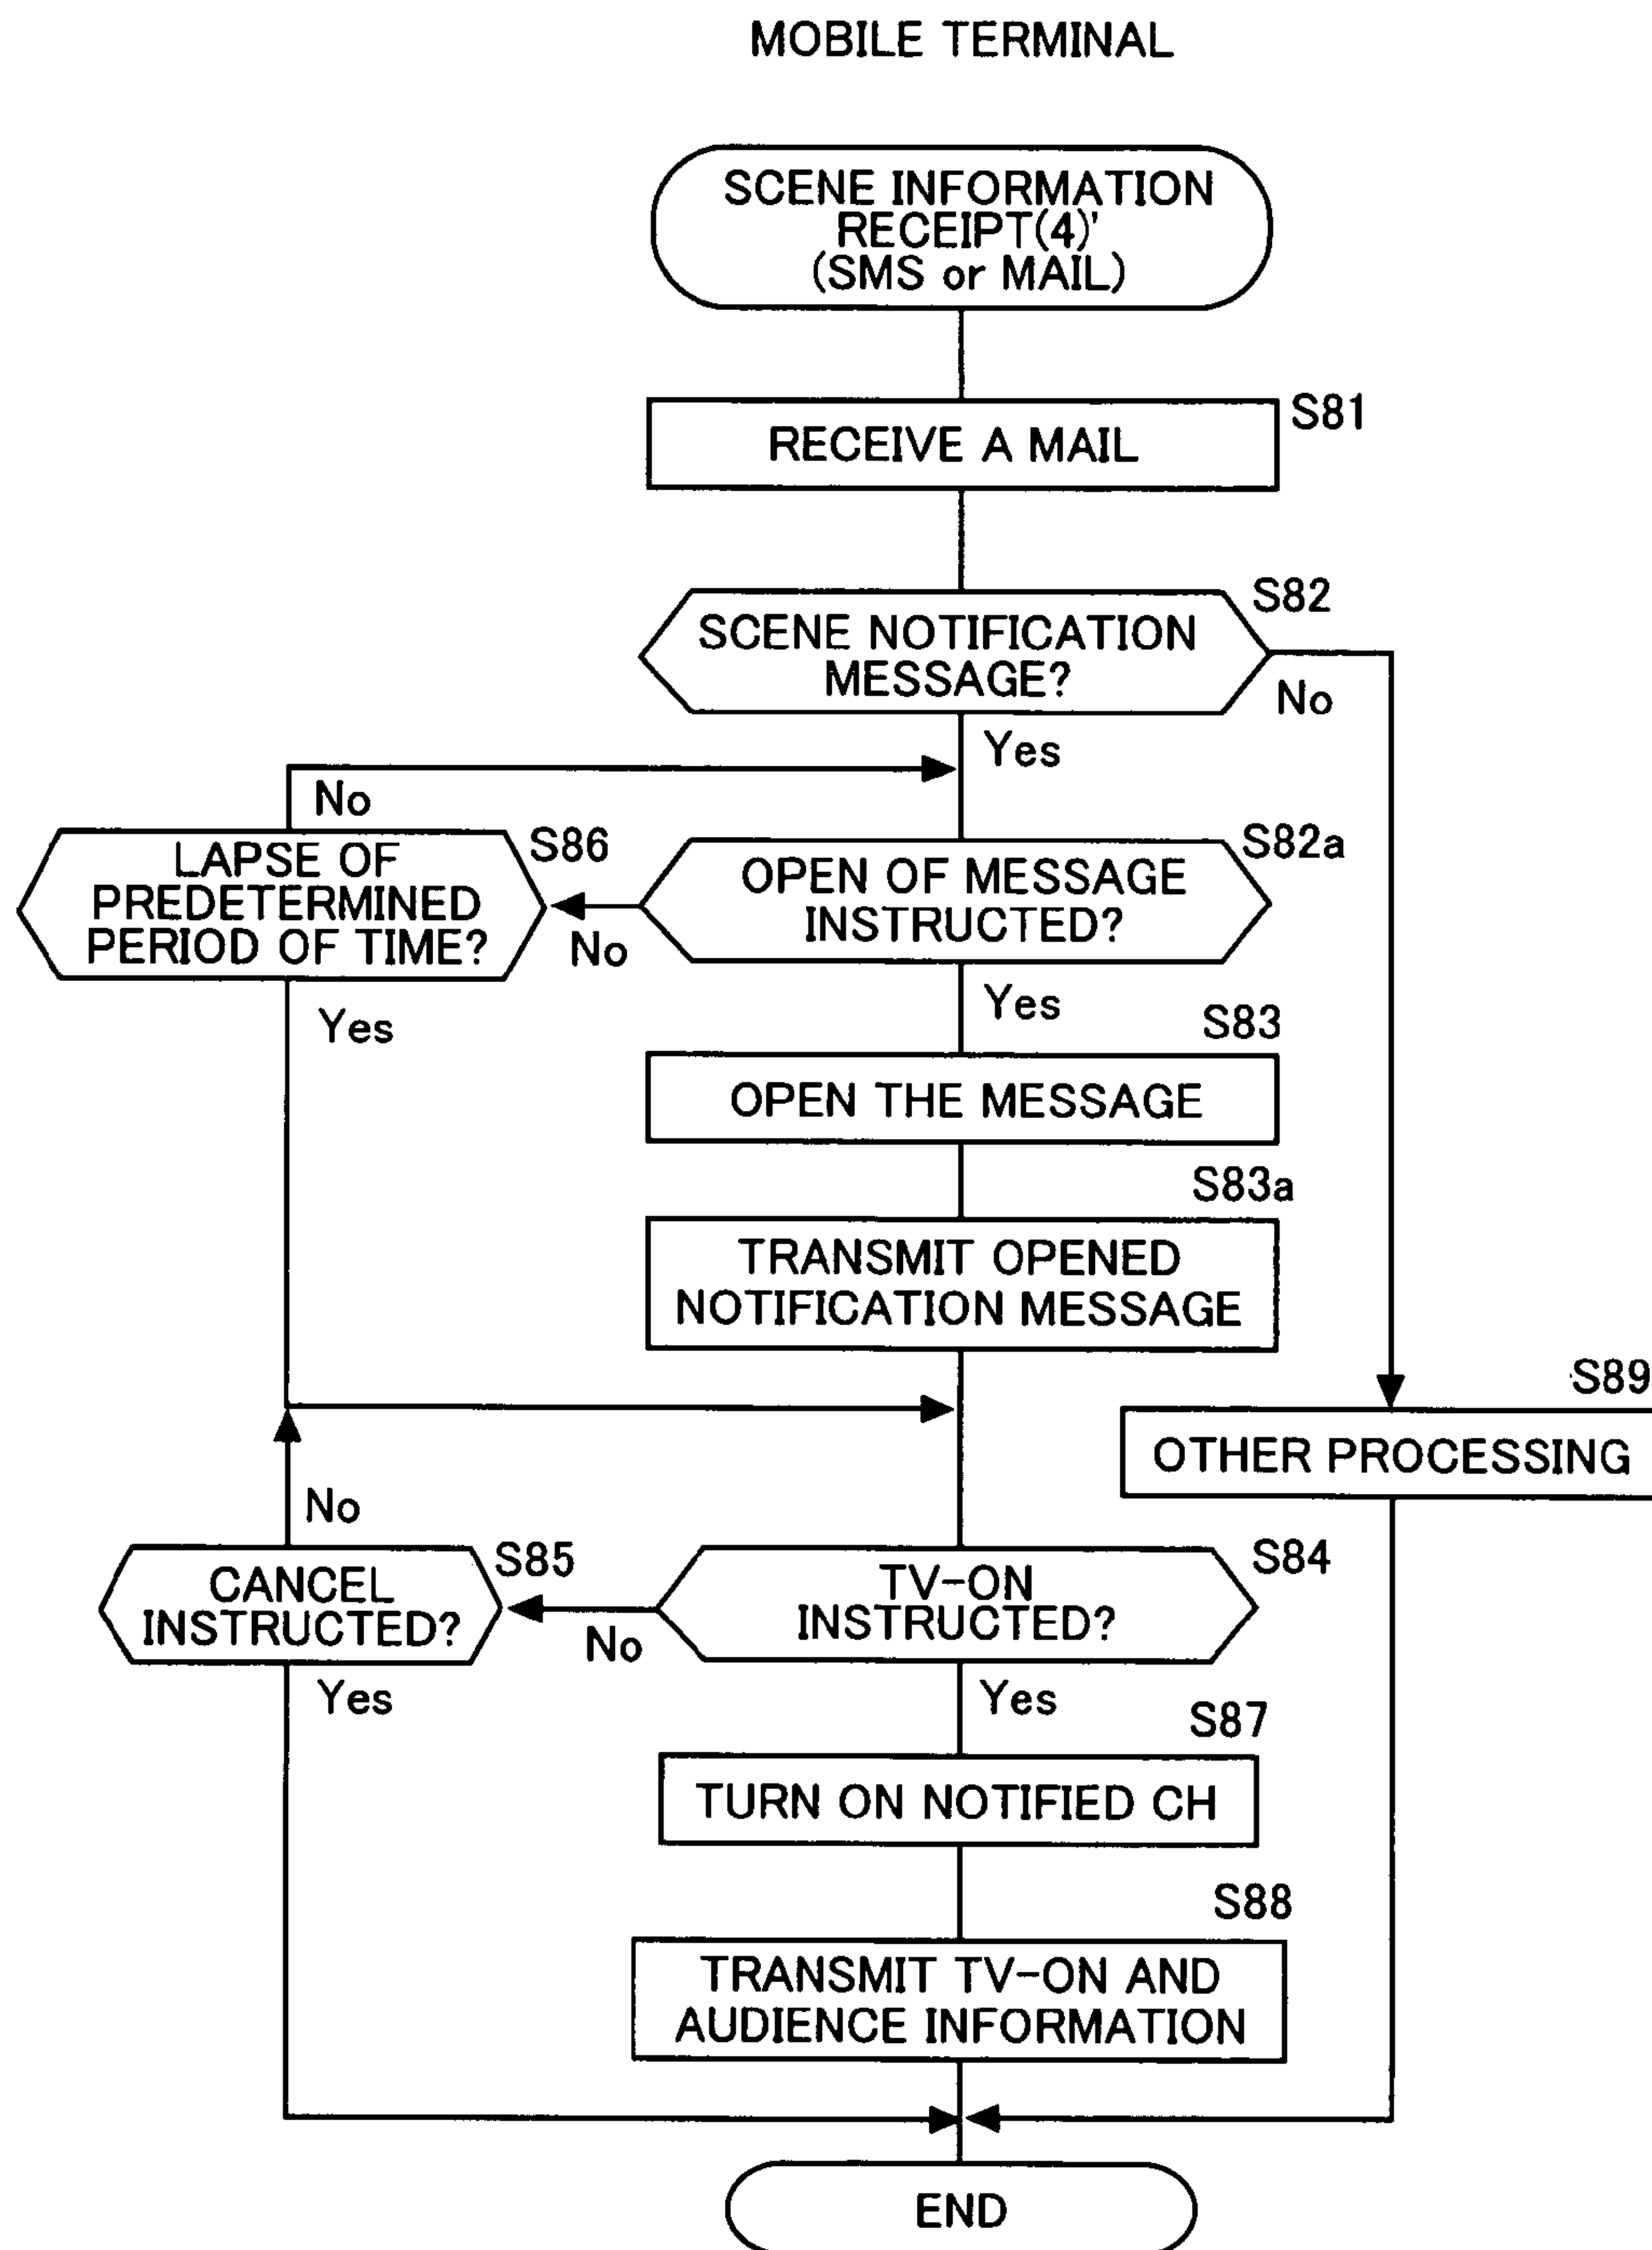 MOBILE TERMINAL
SCENE INFORMATION
RECEIPT(4)'
(SMS or MAIL)
S81
RECEIVE A MAIL
S82
SCENE NOTIFICATION
MESSAGE?
No
Yes
No
S86
LAPSE OF
PREDETERMINED
PERIOD OF TIME?
S82a
OPEN OF MESSAGE
INSTRUCTED?
No
Yes
Yes
S83
OPEN THE MESSAGE
S83a
TRANSMIT OPENED
NOTIFICATION MESSAGE
S89
OTHER PROCESSING
No
S85
CANCEL
INSTRUCTED?
S84
TV-ON
INSTRUCTED?
No
Yes
Yes
S87
TURN ON NOTIFIED CH
S88
TRANSMIT TV-ON AND
AUDIENCE INFORMATION
END